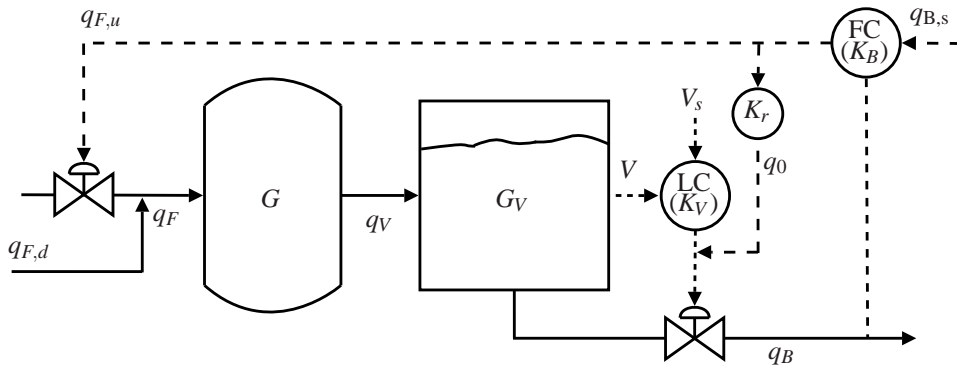 q_{F,u}
FC
(K_B)
q_{B,s}
V_s
K_r
q_0
V
LC
(K_V)
G
G_V
q_F
q_V
q_{F,d}
q_B